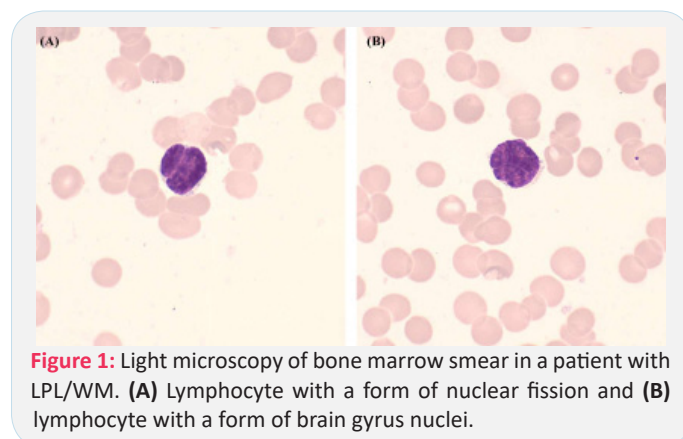 (A)
(B)
Figure 1: Light microscopy of bone marrow smear in a patient with
LPL/WM. (A) Lymphocyte with a form of nuclear fission and (B)
lymphocyte with a form of brain gyrus nuclei.